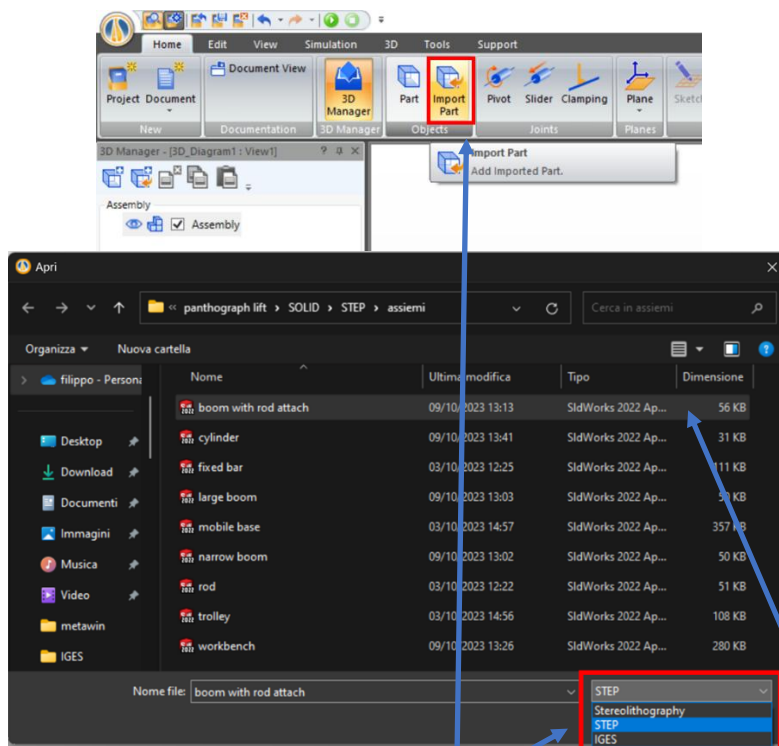 Home Edit View Simulation 3D Tools Support
Document View
Project Document 3D Manager Part Import Part Pivot Slider Clamping Plane Sketch
New Documentation 3D Manager Objects Joints Planes
3D Manager - [3D_Diagram1 : View1]
Import Part
Add Imported Part.
Assembly
Assembly
Apri
« panthograph lift › SOLID › STEP › assiemi Cerca in assiemi
Organizza Nuova cartella
filippo - Persona Nome Ultima modifica Tipo Dimensione
boom with rod attach 09/10/2023 13:13 SldWorks 2022 Ap... 56 KB
Desktop cylinder 09/10/2023 13:41 SldWorks 2022 Ap... 31 KB
Download fixed bar 03/10/2023 12:25 SldWorks 2022 Ap... 111 KB
Documenti large boom 09/10/2023 13:03 SldWorks 2022 Ap... 50 KB
Immagini mobile base 03/10/2023 14:57 SldWorks 2022 Ap... 357 KB
Musica narrow boom 09/10/2023 13:02 SldWorks 2022 Ap... 50 KB
Video rod 03/10/2023 12:22 SldWorks 2022 Ap... 51 KB
metawin trolley 03/10/2023 14:56 SldWorks 2022 Ap... 108 KB
IGES workbench 09/10/2023 13:26 SldWorks 2022 Ap... 280 KB
Nome file: boom with rod attach STEP
Stereolithography
STEP
IGES